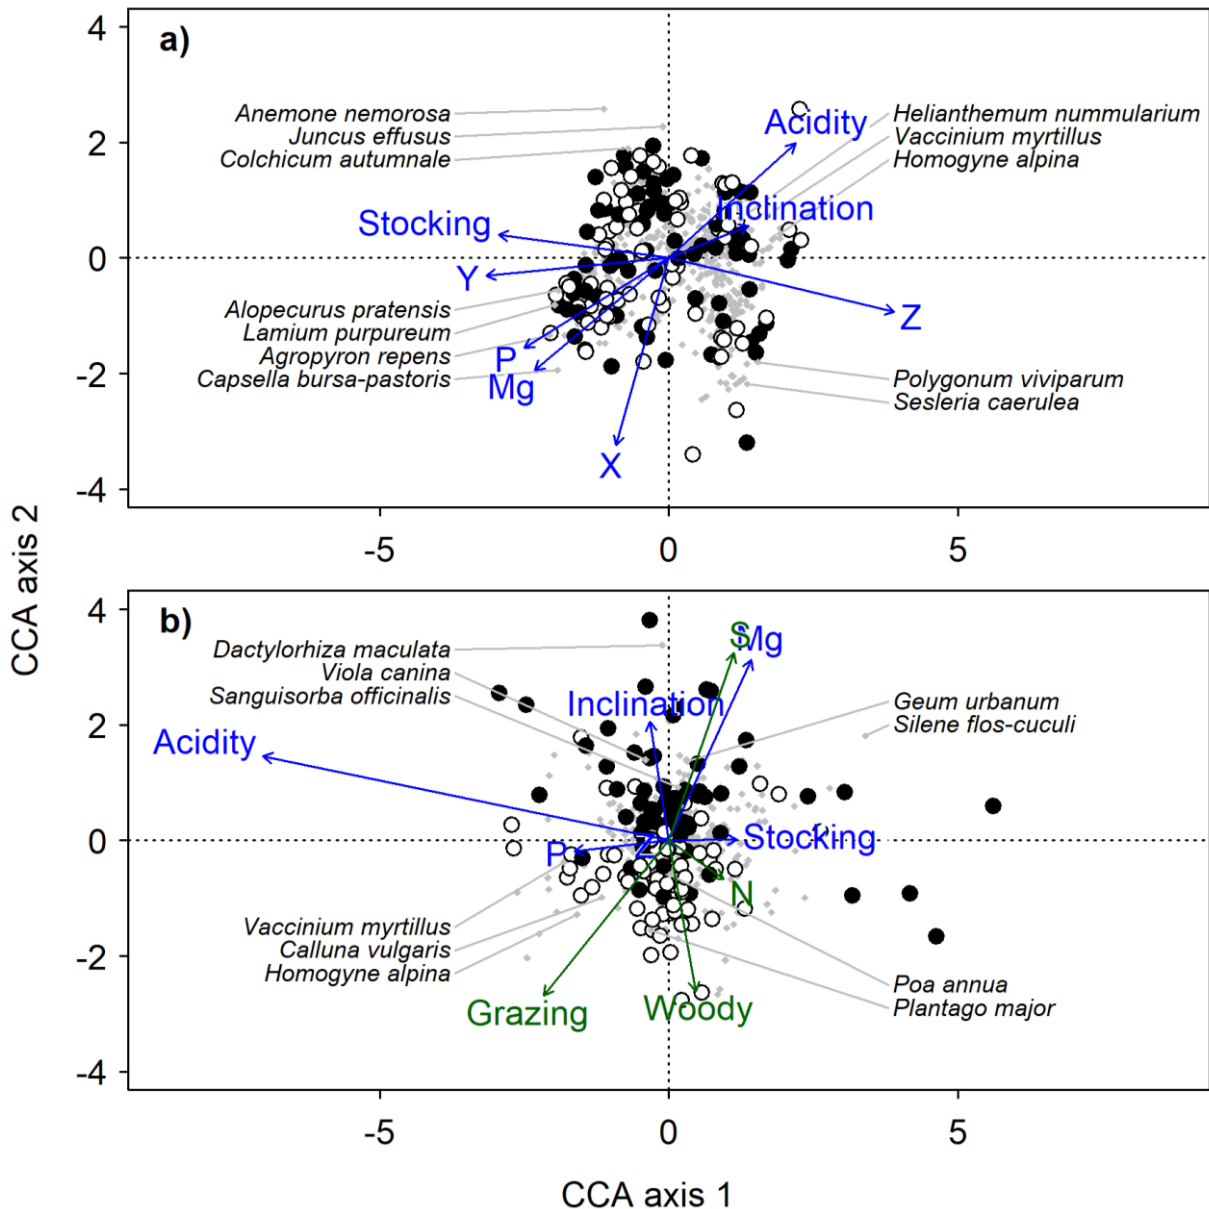 a)
4
2
0
-2
-4
Anemone nemorosa
Juncus effusus
Colchicum autumnale
Acidity
Helianthemum nummularium
Vaccinium myrtillus
Homogyne alpina
Inclination
Stocking
Y
Z
Alopecurus pratensis
Lamium purpureum
Agropyron repens
Capsella bursa-pastoris
P
Mg
X
Polygonum viviparum
Sesleria caerulea
-5
0
5
CCA axis 2
b)
4
2
0
-2
-4
Dactylorhiza maculata
Viola canina
Sanguisorba officinalis
S
Mg
Inclination
Geum urbanum
Silene flos-cuculi
Acidity
P
Z
Stocking
N
Vaccinium myrtillus
Calluna vulgaris
Homogyne alpina
Grazing
Woody
Poa annua
Plantago major
-5
0
5
CCA axis 1